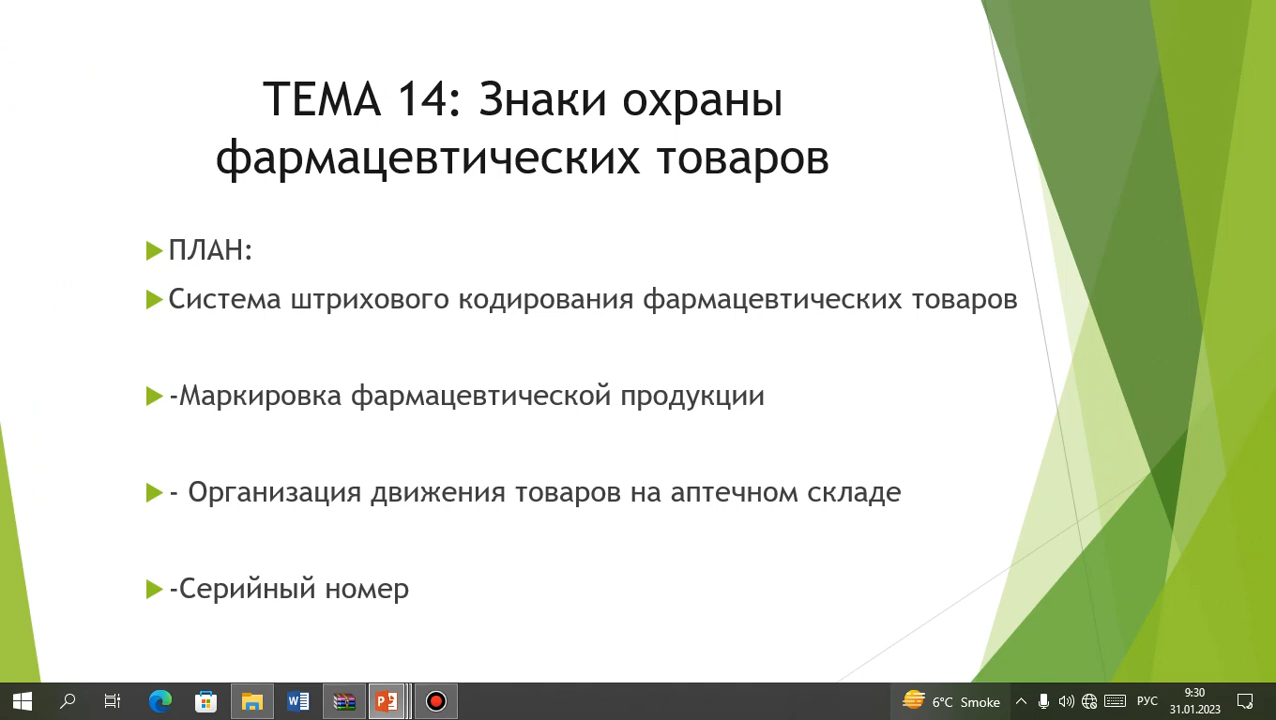 ТЕМА 14: Знаки охраны
фармацевтических товаров
ПЛАН:
Система штрихового кодирования фармацевтических товаров
-Маркировка фармацевтической продукции
- Организация движения товаров на аптечном складе
-Серийный номер
6°C Smoke
РУС
9:30
31.01.2023